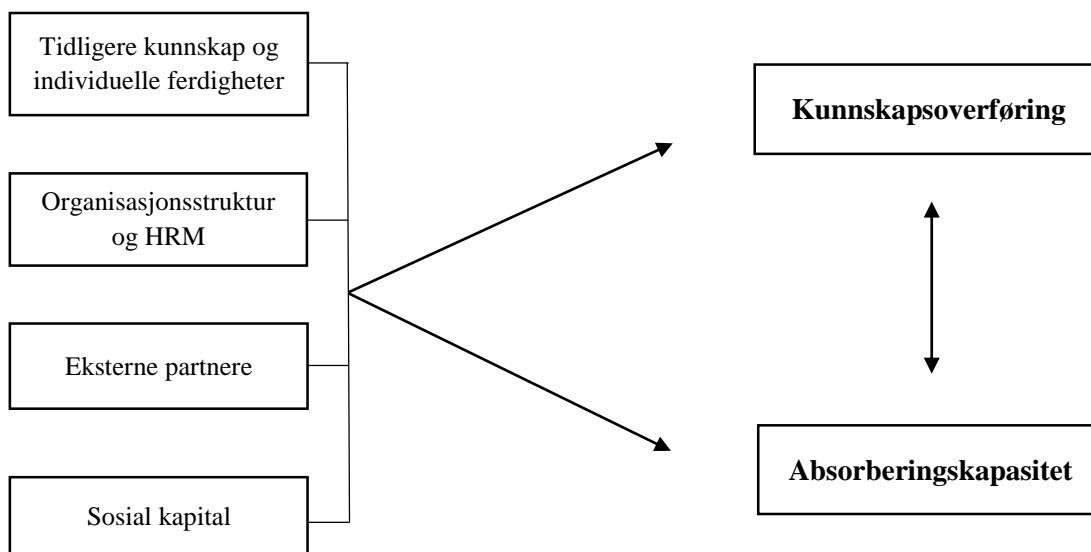 Tidligere kunnskap og
individuelle ferdigheter
Kunnskapsoverføring
Organisasjonsstruktur
og HRM
Eksterne partnere
Absorberingskapasitet
Sosial kapital